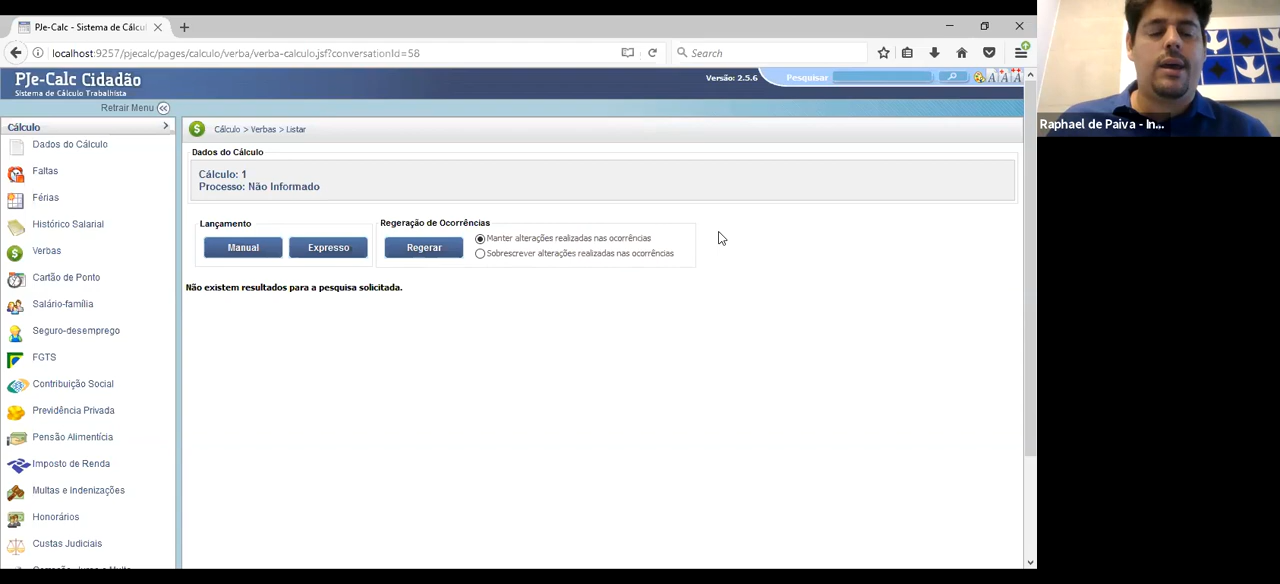 PJe-Calc - Sistema de Cálcu
localhost:9257/pjecalc/pages/calculo/verba/verba-calculo.jsf?conversationId=58
Search
PJe-Calc Cidadão
Sistema de Cálculo Trabalhista
Versão: 2.5.6
Pesquisar
Retrair Menu
Cálculo
Dados do Cálculo
Faltas
Férias
Histórico Salarial
Verbas
Cartão de Ponto
Salário-família
Seguro-desemprego
FGTS
Contribuição Social
Previdência Privada
Pensão Alimentícia
Imposto de Renda
Multas e Indenizações
Honorários
Custas Judiciais
Cálculo > Verbas > Listar
Dados do Cálculo
Cálculo: 1
Processo: Não Informado
Lançamento
Manual
Expresso
Regeração de Ocorrências
Regerar
Manter alterações realizadas nas ocorrências
Sobrescrever alterações realizadas nas ocorrências
Não existem resultados para a pesquisa solicitada.
Raphael de Paiva - In...